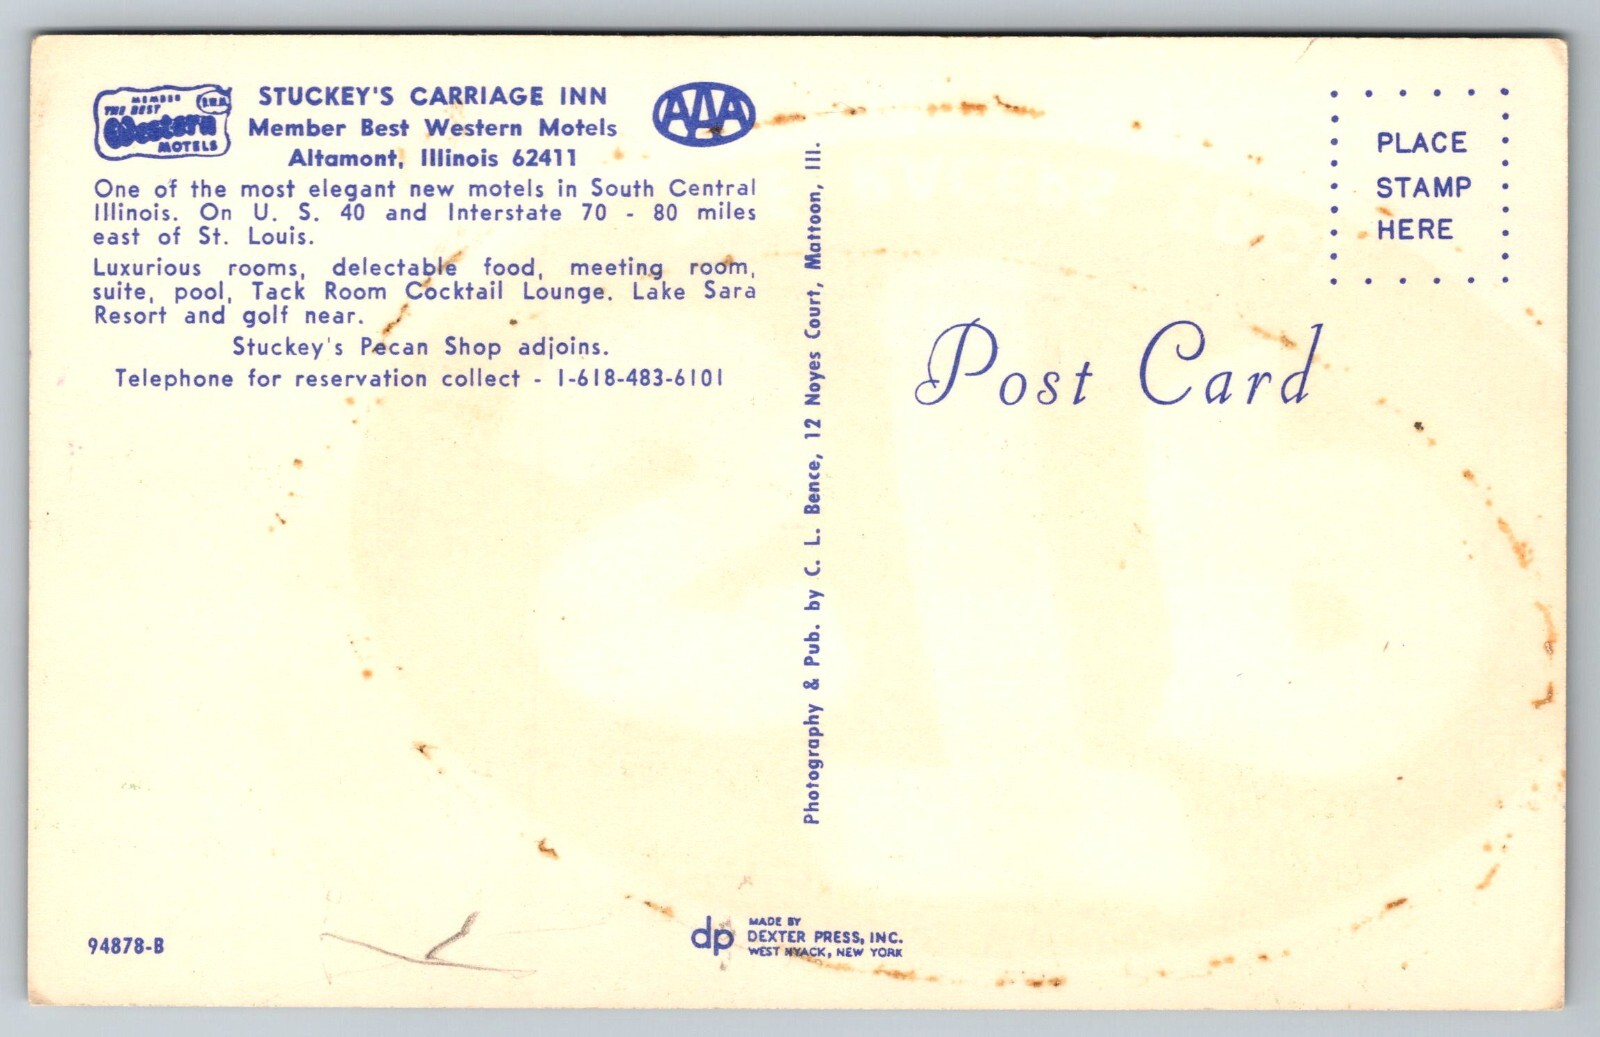 MEMBER
THE BEST
Western
MOTELS
STUCKEY'S CARRIAGE INN
Member Best Western Motels
Altamont, Illinois 62411
AAA
One of the most elegant new motels in South Central
Illinois. On U. S. 40 and Interstate 70 - 80 miles
east of St. Louis.
Luxurious rooms, delectable food, meeting room,
suite, pool, Tack Room Cocktail Lounge. Lake Sara
Resort and golf near.
Stuckey's Pecan Shop adjoins.
Telephone for reservation collect - 1-618-483-6101
94878-B
Photography & Pub. by C. L. Bence, 12 Noyes Court, Mattoon, Ill.
dp
MADE BY
DEXTER PRESS, INC.
WEST NYACK, NEW YORK
PLACE
STAMP
HERE
Post Card